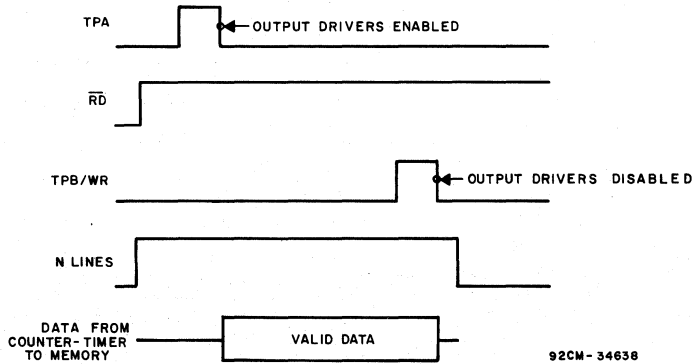 TPA
OUTPUT DRIVERS ENABLED
RD
TPB/WR
OUTPUT DRIVERS DISABLED
N LINES
DATA FROM
COUNTER-TIMER
TO MEMORY
VALID DATA
92CM-34638